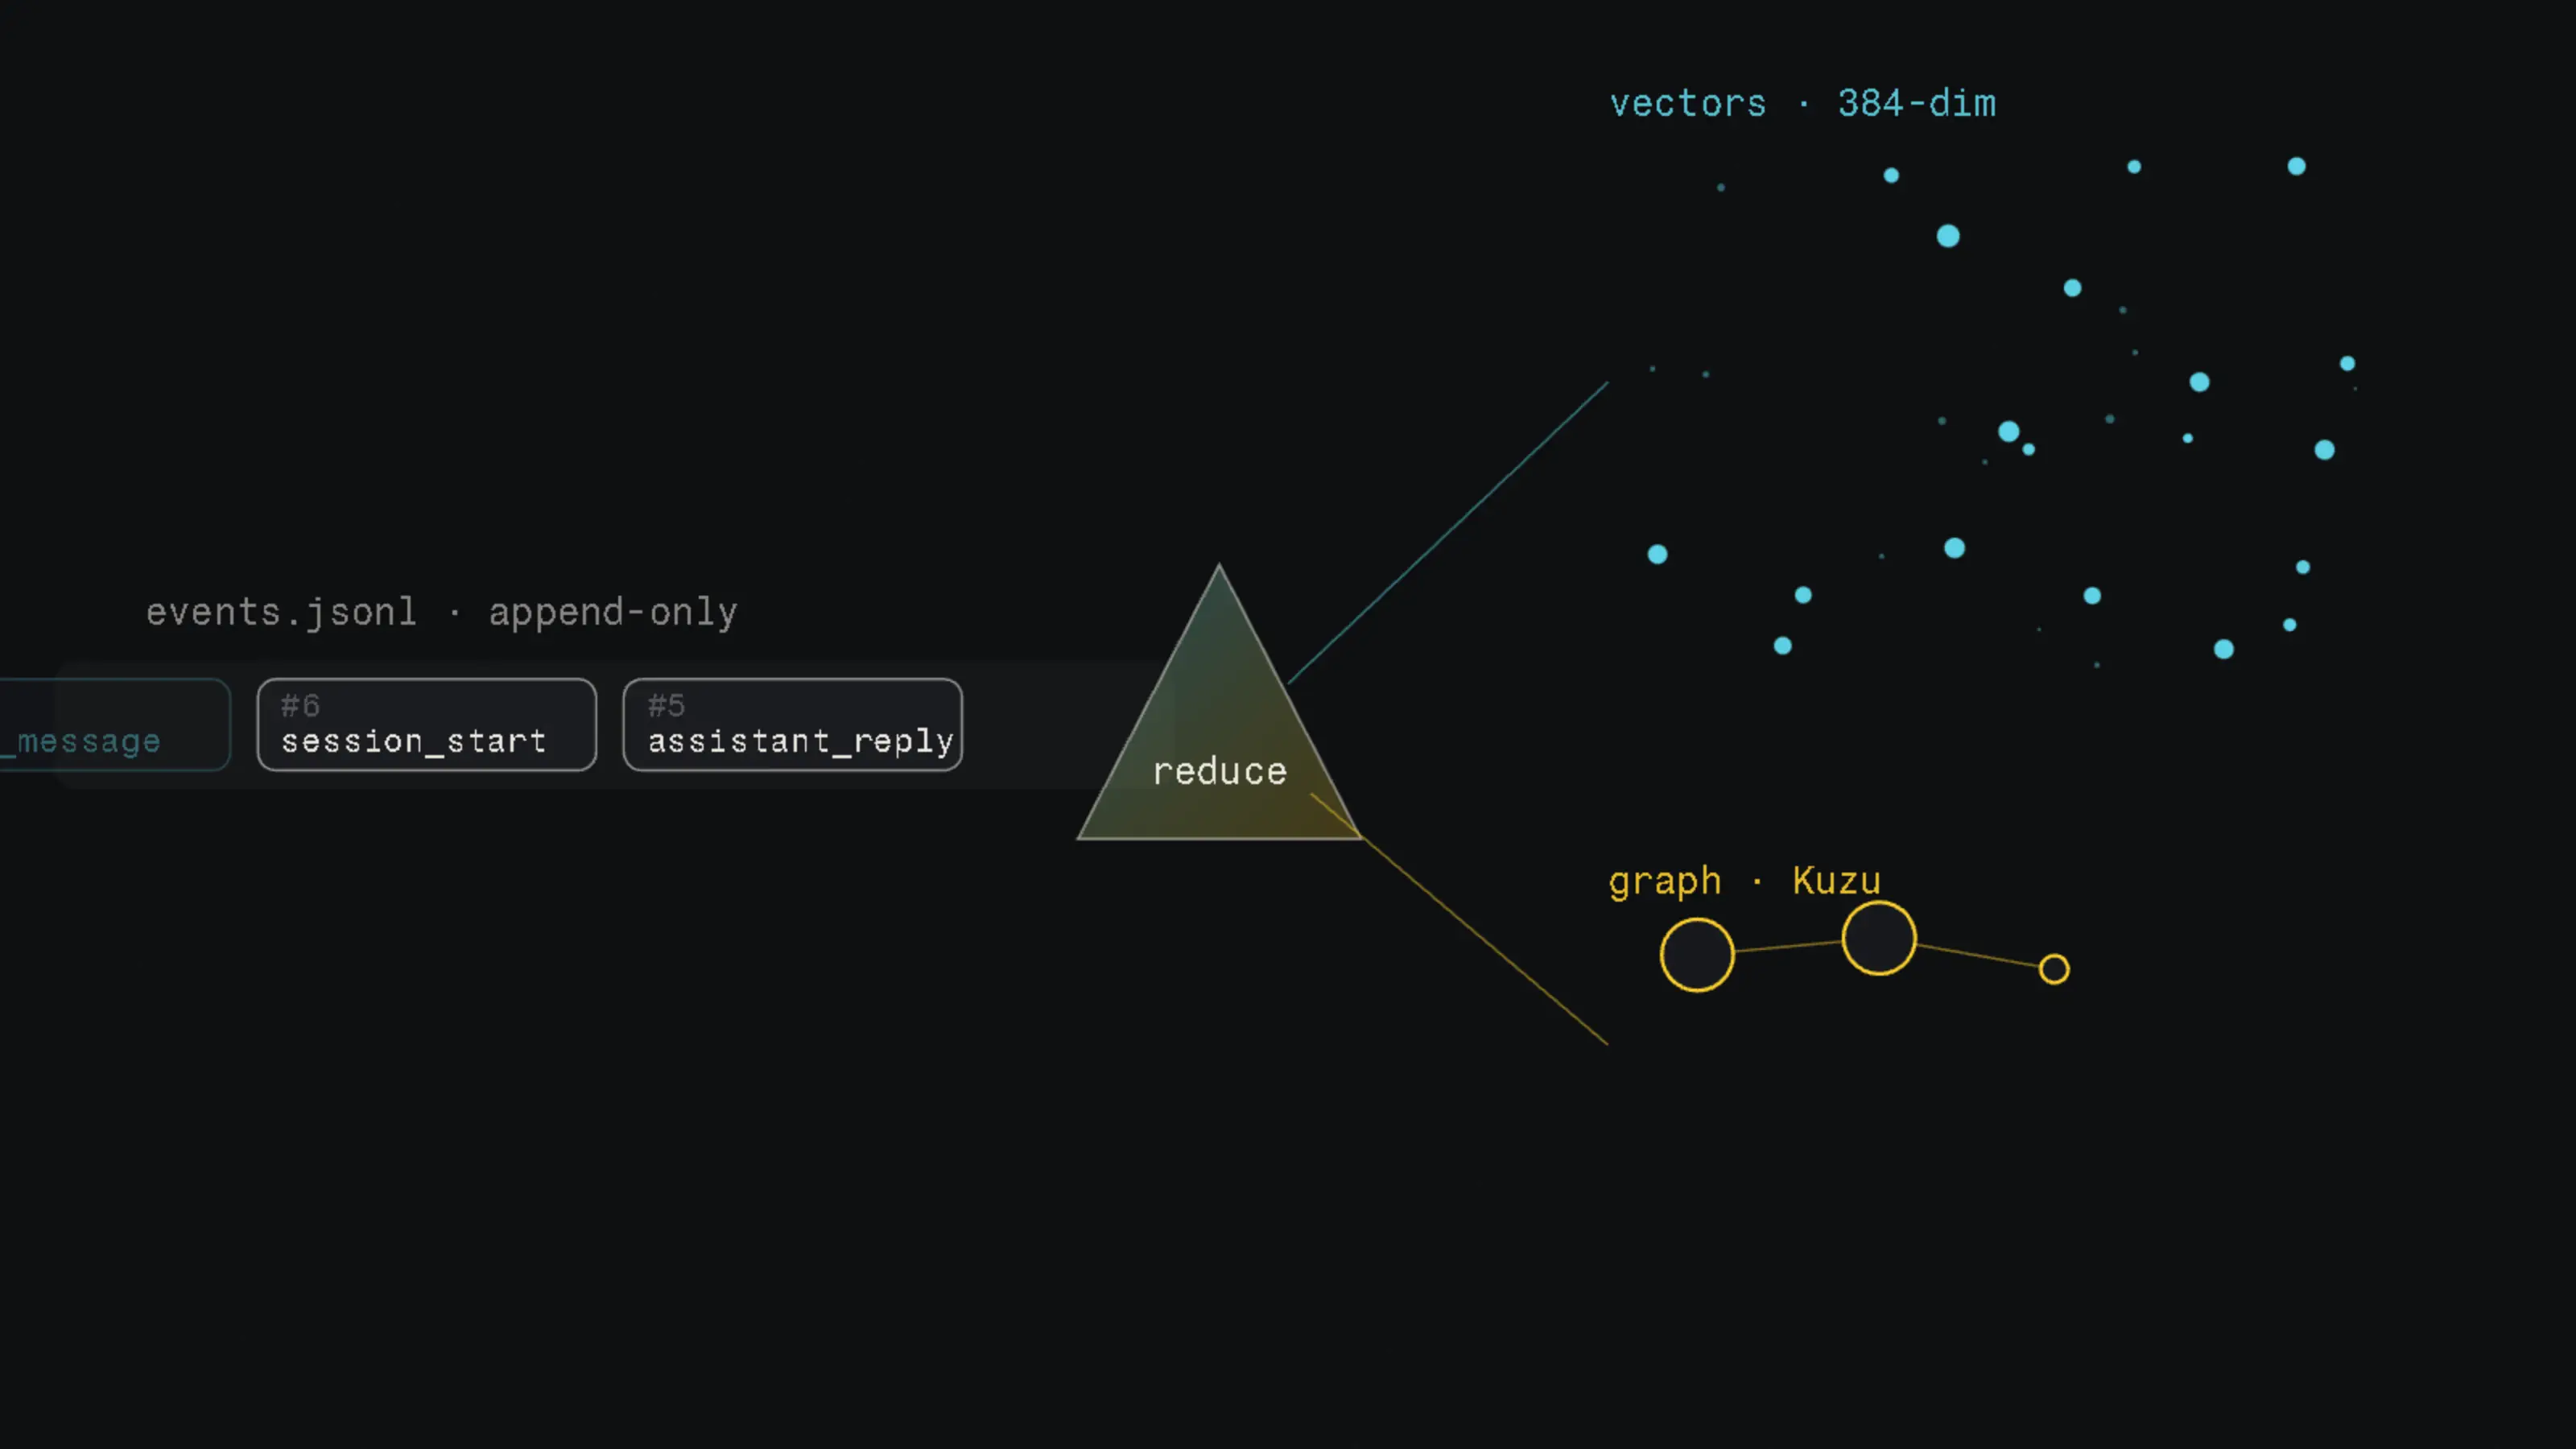 vectors · 384-dim
events.jsonl · append-only
_message
#6
session_start
#5
assistant_reply
reduce
graph · Kuzu